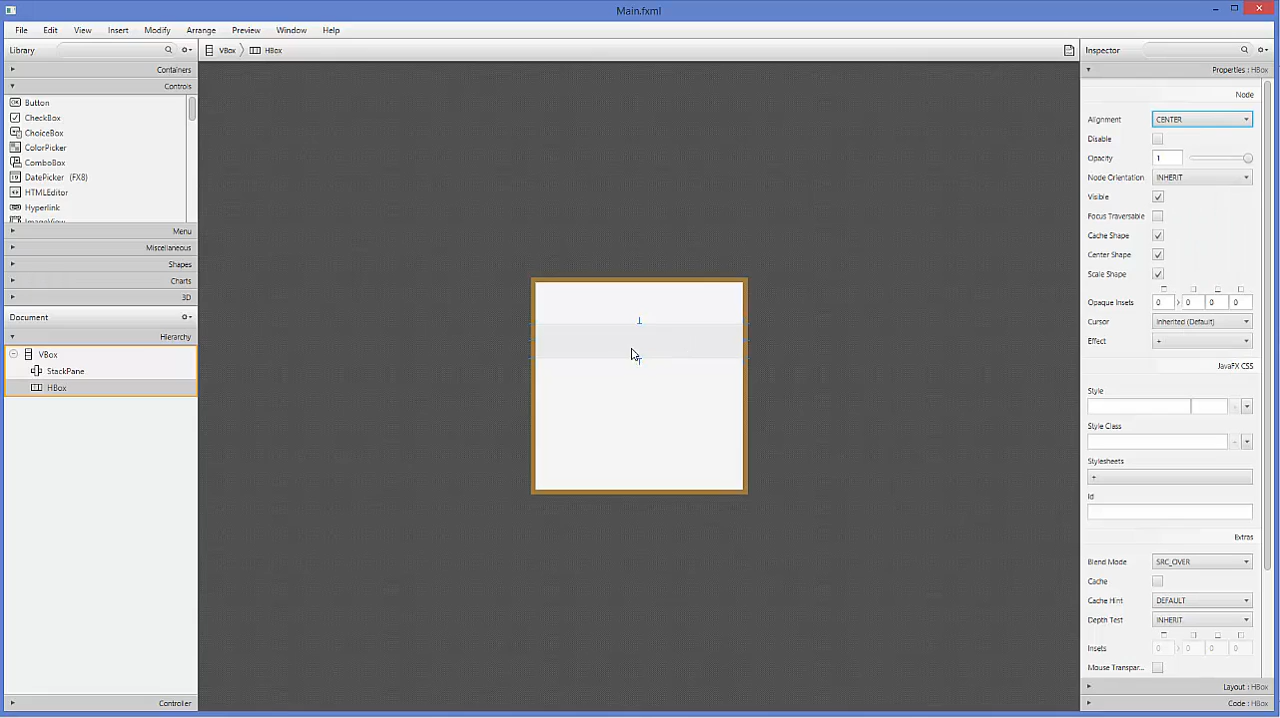 Main.fxml
File Edit View Insert Modify Arrange Preview Window Help
Library
VBox HBox
Inspector
Containers
Controls
Button
CheckBox
ChoiceBox
ColorPicker
ComboBox
DatePicker (FX8)
HTMLEditor
Hyperlink
ImageView
Menu
Miscellaneous
Shapes
Charts
3D
Document
Hierarchy
VBox
StackPane
HBox
Controller
Properties : HBox
Node
Alignment CENTER
Disable
Opacity 1
Node Orientation INHERIT
Visible
Focus Traversable
Cache Shape
Center Shape
Scale Shape
Opaque Insets 0 0 0 0
Cursor Inherited (Default)
Effect +
JavaFX CSS
Style
Style Class
Stylesheets
+
Id
Extras
Blend Mode SRC_OVER
Cache
Cache Hint DEFAULT
Depth Test INHERIT
Insets 0 0 0 0
Mouse Transpar...
Layout : HBox
Code : HBox